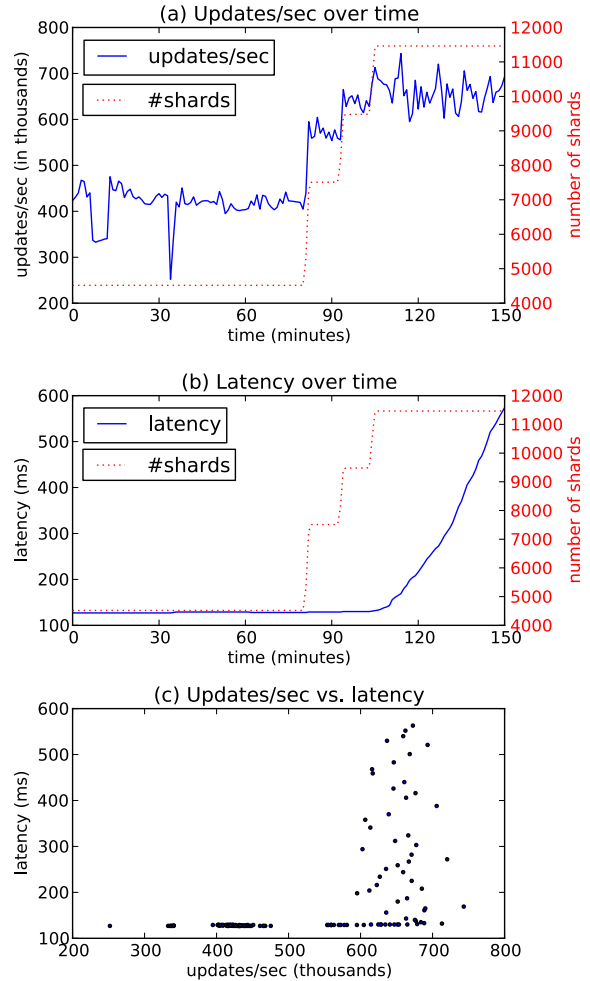 (a) Updates/sec over time
updates/sec
#shards
updates/sec (in thousands)
800
700
600
500
400
300
200
12000
11000
10000
9000
8000
7000
6000
5000
4000
number of shards
0 30 60 90 120 150
time (minutes)
(b) Latency over time
latency
#shards
latency (ms)
600
500
400
300
200
100
12000
11000
10000
9000
8000
7000
6000
5000
4000
number of shards
0 30 60 90 120 150
time (minutes)
(c) Updates/sec vs. latency
latency (ms)
600
500
400
300
200
100
200 300 400 500 600 700 800
updates/sec (thousands)